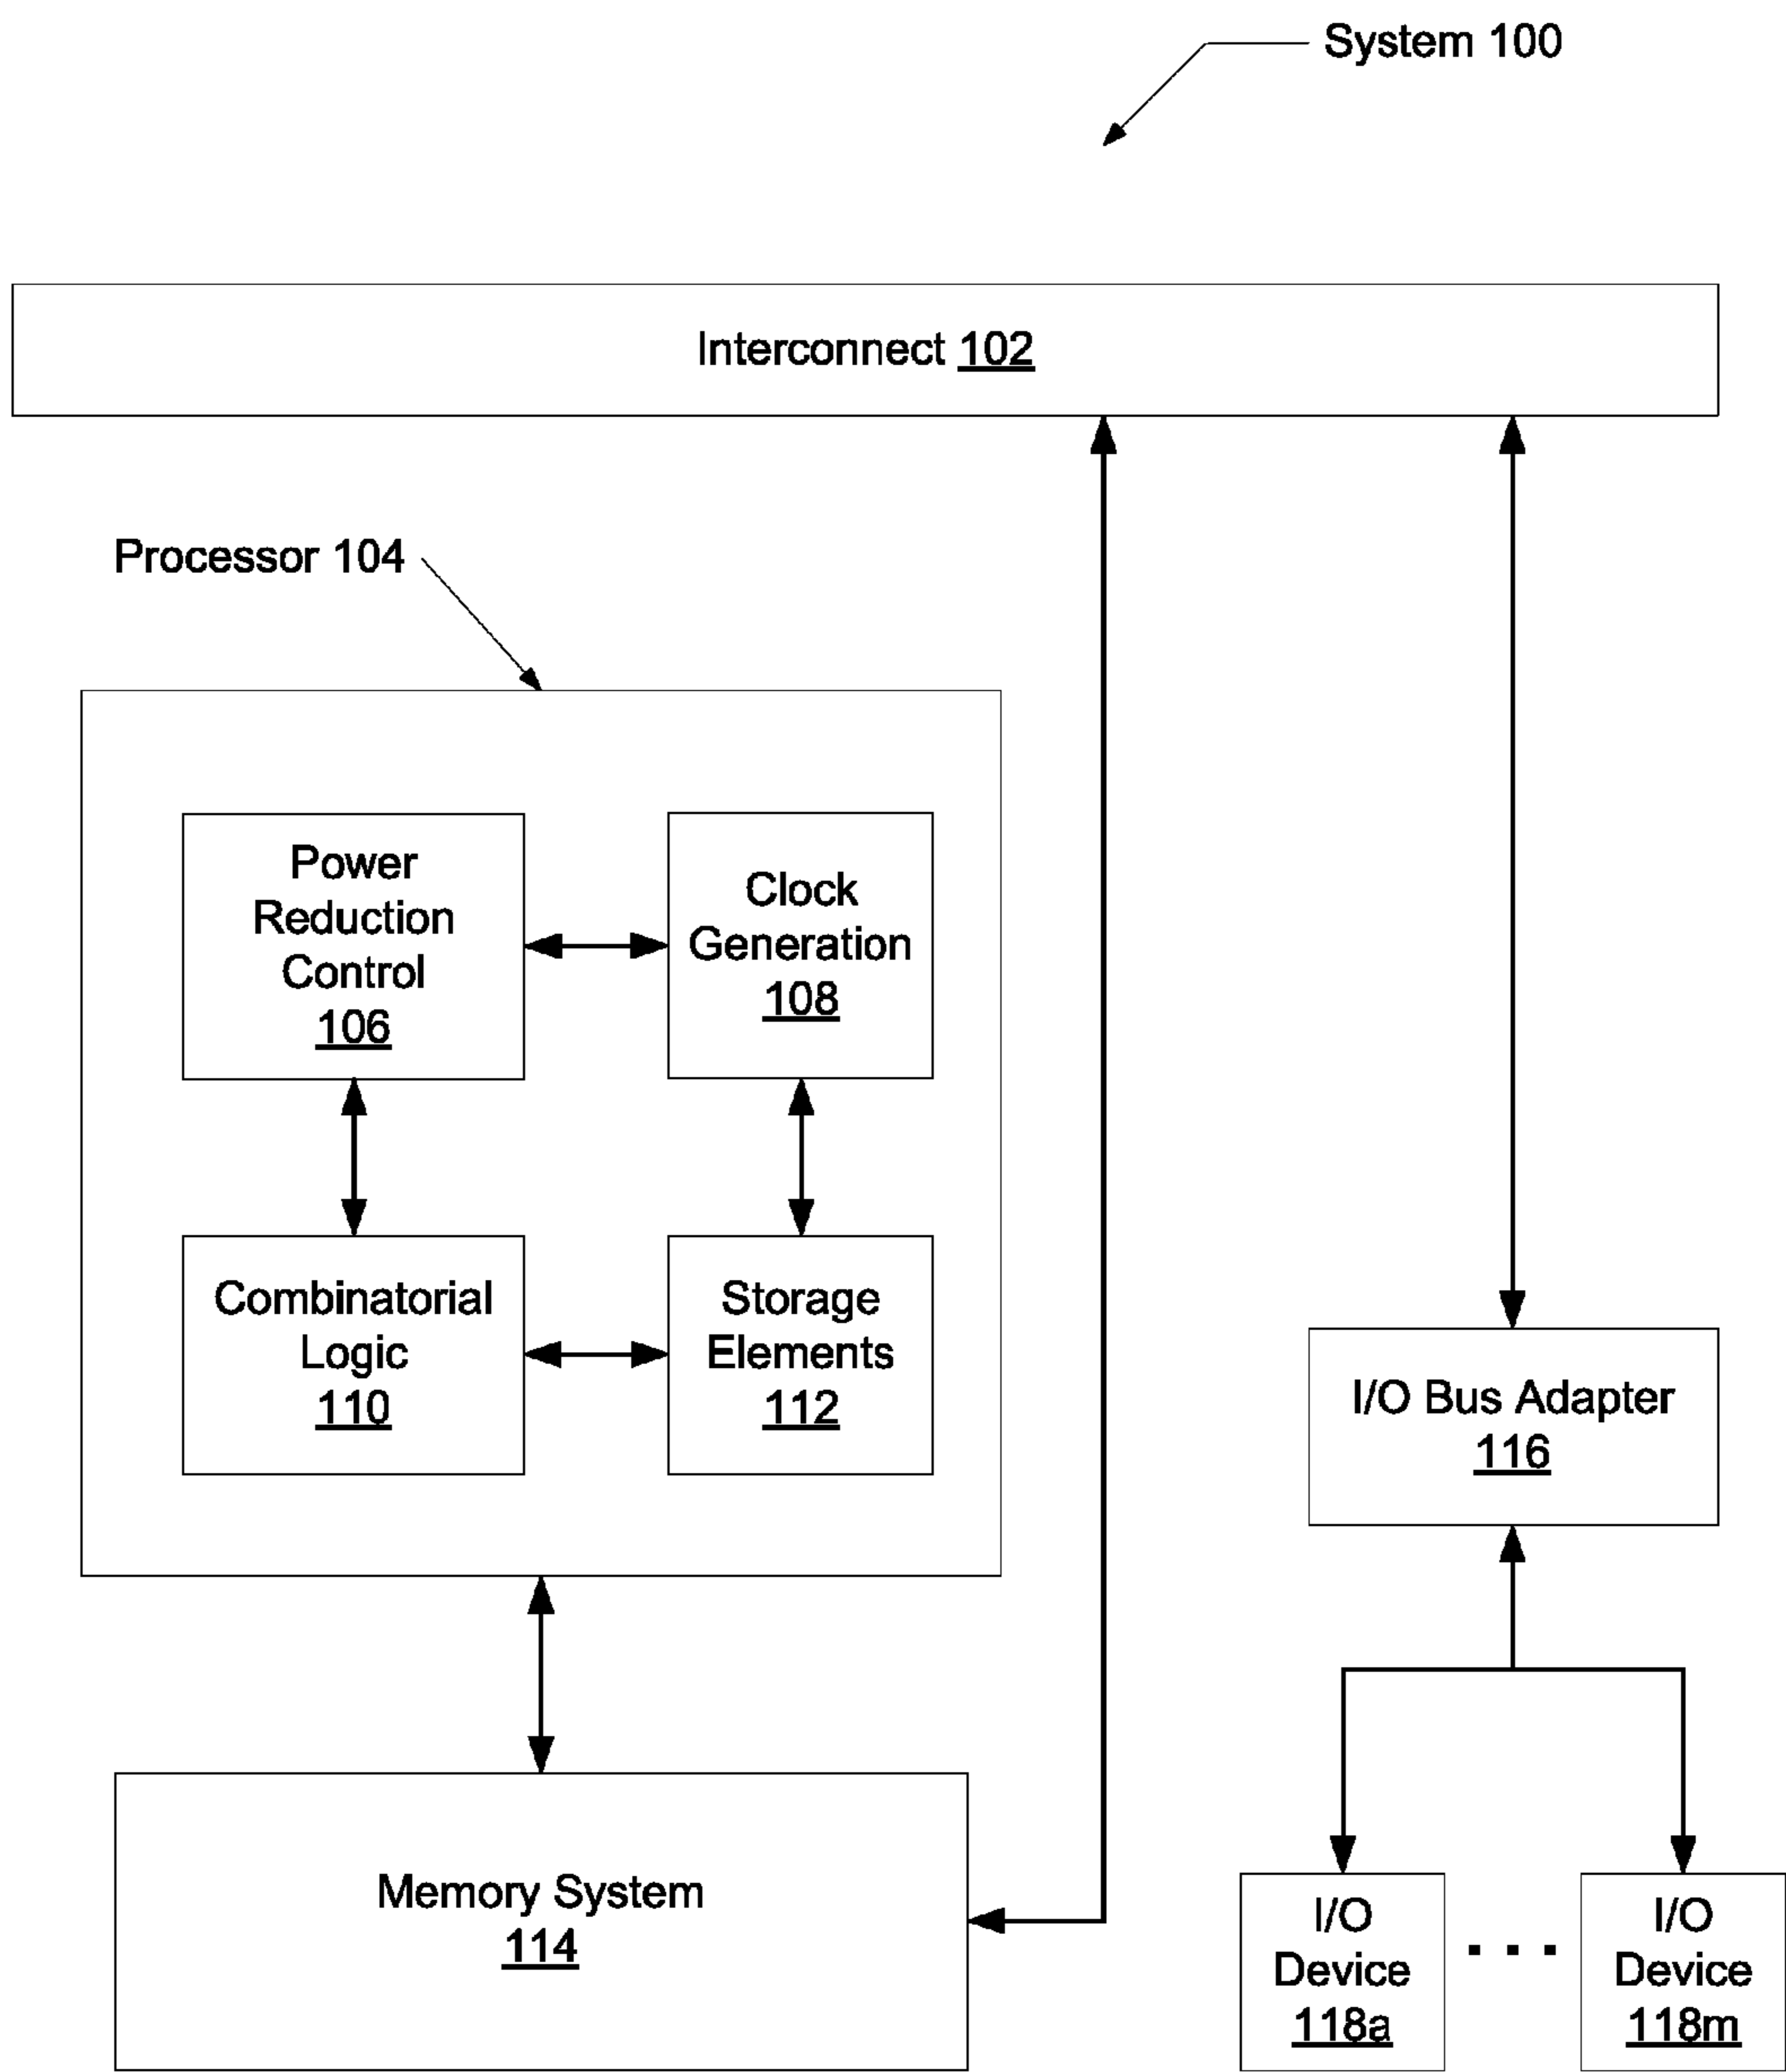 System 100
Interconnect 102
Processor 104
Power
Reduction
Control
106
Clock
Generation
108
Combinatorial
Logic
110
Storage
Elements
112
I/O Bus Adapter
116
Memory System
114
I/O
Device
118a
. . .
I/O
Device
118m